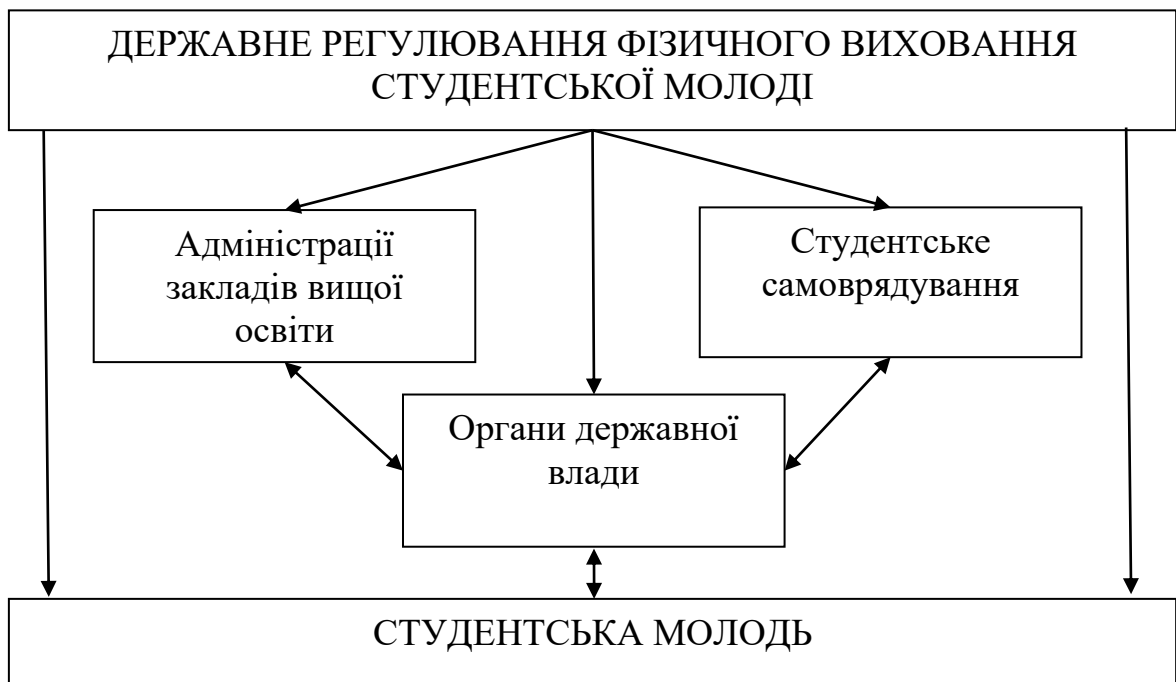 ДЕРЖАВНЕ РЕГУЛЮВАННЯ ФІЗИЧНОГО ВИХОВАННЯ
СТУДЕНТСЬКОЇ МОЛОДІ
Адміністрації
закладів вищої
освіти
Студентське
самоврядування
Органи державної
влади
СТУДЕНТСЬКА МОЛОДЬ